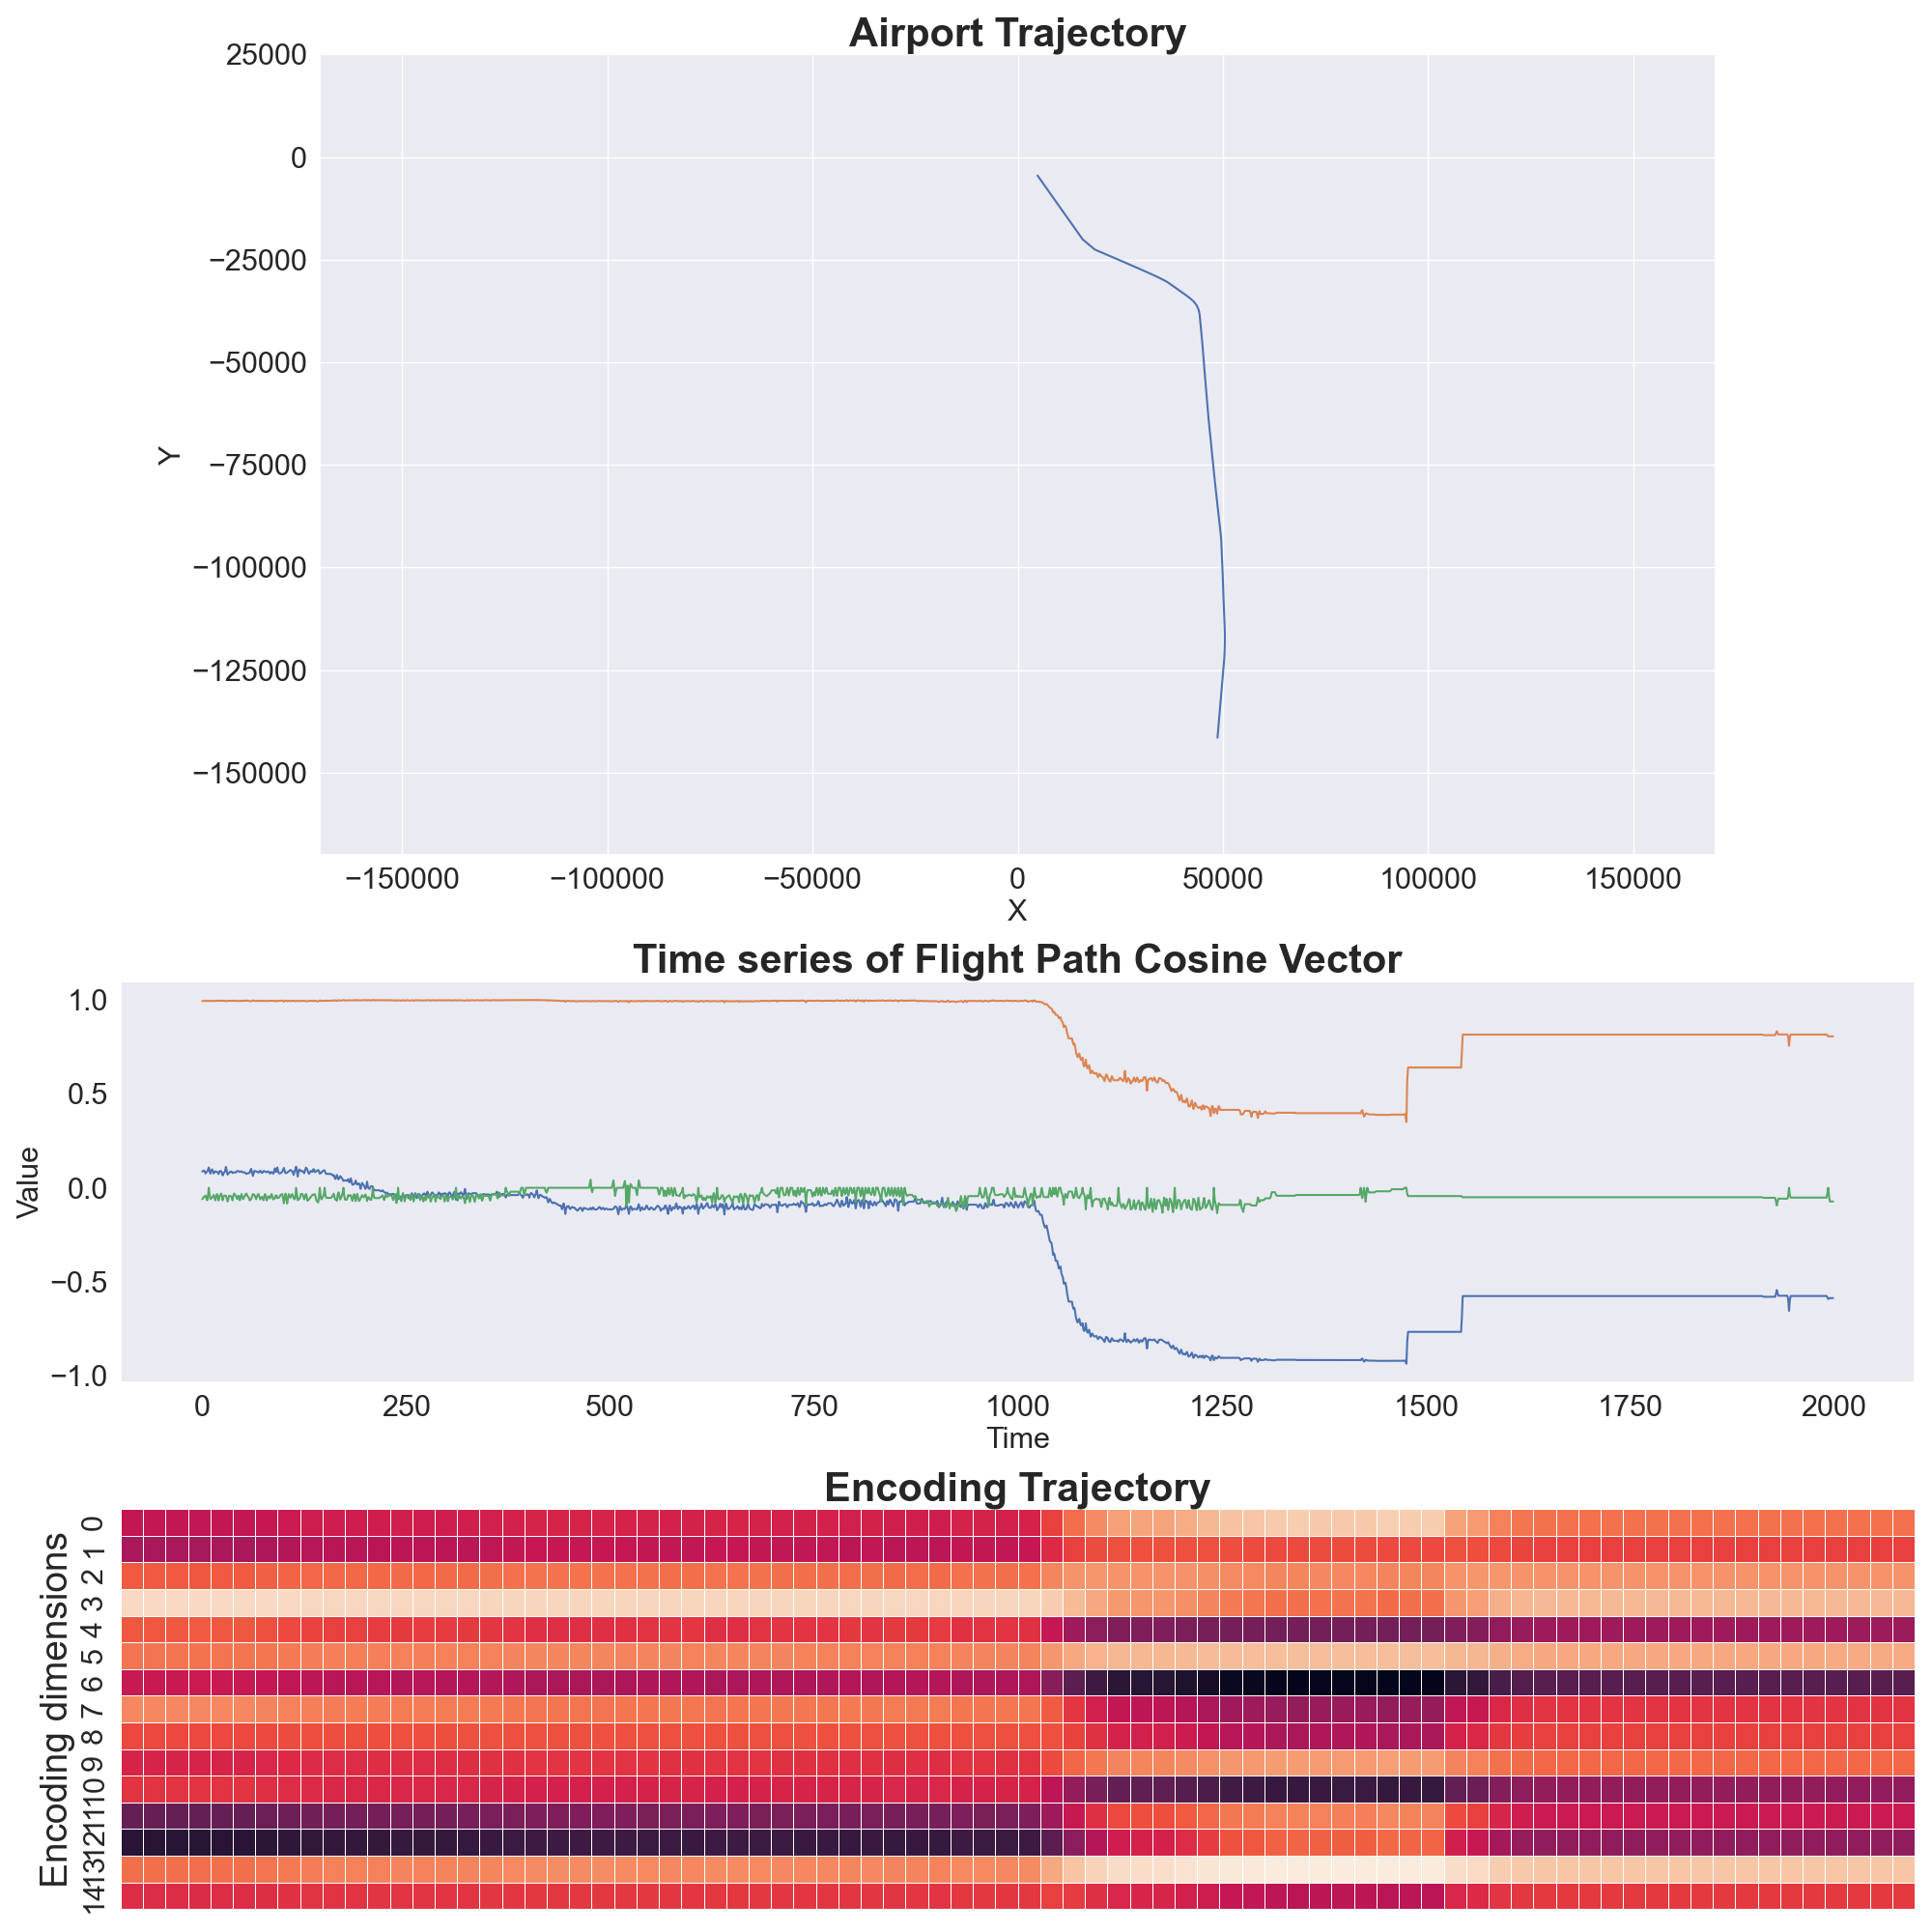 Airport Trajectory
25000
0
−25000
−50000
−75000
−100000
−125000
−150000
Y
−150000 −100000 −50000 0 50000 100000 150000
X
Time series of Flight Path Cosine Vector
1.0
0.5
0.0
−0.5
−1.0
Value
0 250 500 750 1000 1250 1500 1750 2000
Time
Encoding Trajectory
Encoding dimensions
0
1
2
3
4
5
6
7
8
9
10
11
12
13
14